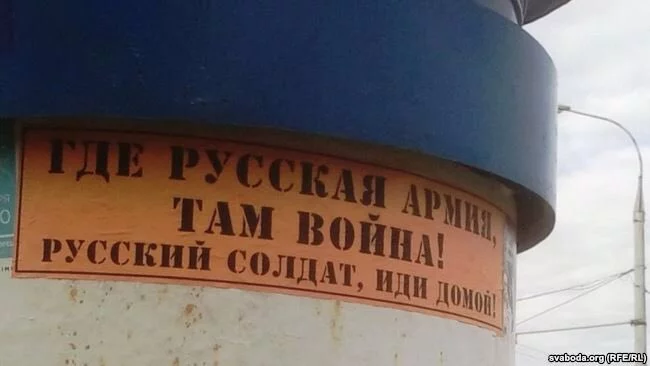 ГДЕ РУССКАЯ АРМИЯ,
ТАМ ВОЙНА!
РУССКИЙ СОЛДАТ, ИДИ ДОМОЙ!
svaboda.org (RFE/RL)